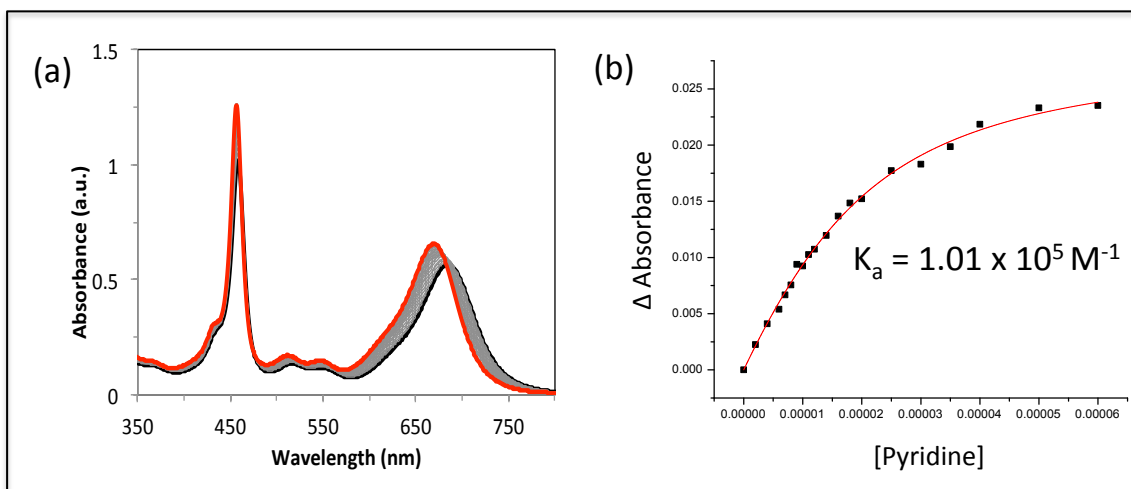 (a)
1.5
1
0.5
0
Absorbance (a.u.)
350 450 550 650 750
Wavelength (nm)
(b)
0.025
0.020
0.015
0.010
0.005
0.000
Δ Absorbance
Kₐ = 1.01 x 10⁵ M⁻¹
0.00000 0.00001 0.00002 0.00003 0.00004 0.00005 0.00006
[Pyridine]